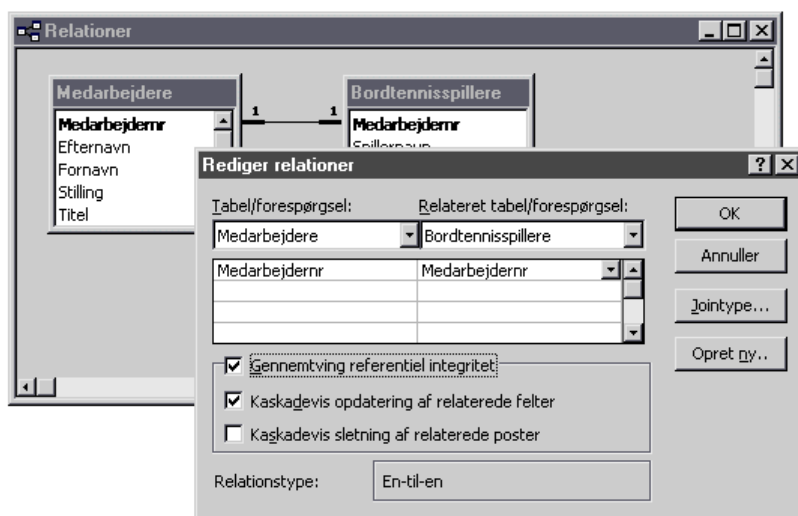 Relationer
Medarbejdere
Bordtennisspillere
1 1
Medarbejdernr
Efternavn
Fornavn
Stilling
Titel
Medarbejdernr
Spillernavn
Rediger relationer
Tabel/forespørgsel: Relateret tabel/forespørgsel:
Medarbejdere Bordtennisspillere
Medarbejdernr Medarbejdernr
OK
Annuller
Jointype...
Opret ny..
Gennemtving referentiel integritet
Kaskadevis opdatering af relaterede felter
Kaskadevis sletning af relaterede poster
Relationstype: En-til-en